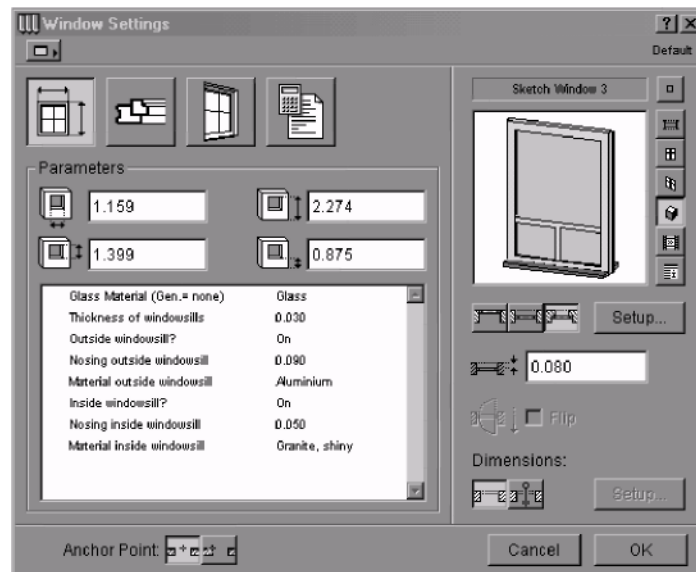 Window Settings
?
Default
Sketch Window 3
Parameters
1.159
2.274
1.399
0.875
Glass Material (Gen.= none) Glass
Thickness of windowsills 0.030
Outside windowsill? On
Nosing outside windowsill 0.090
Material outside windowsill Aluminium
Inside windowsill? On
Nosing inside windowsill 0.050
Material inside windowsill Granite, shiny
Setup...
0.080
Flip
Dimensions:
Setup...
Anchor Point:
Cancel
OK